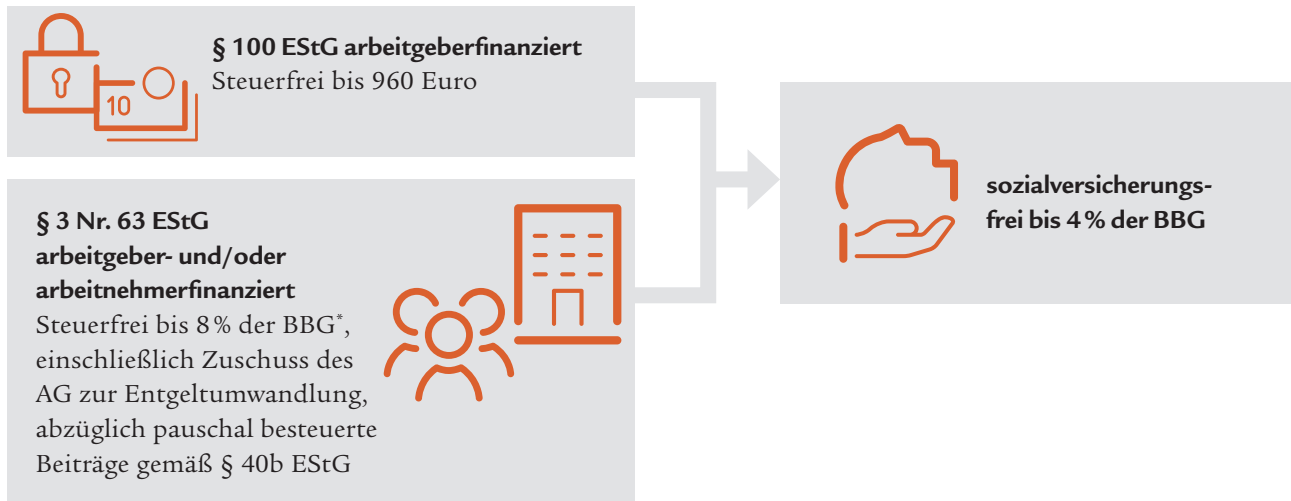 § 100 EStG arbeitgeberfinanziert
Steuerfrei bis 960 Euro
10
§ 3 Nr. 63 EStG
arbeitgeber- und/oder
arbeitnehmerfinanziert
Steuerfrei bis 8 % der BBG*,
einschließlich Zuschuss des
AG zur Entgeltumwandlung,
abzüglich pauschal besteuerte
Beiträge gemäß § 40b EStG
sozialversicherungs-
frei bis 4 % der BBG